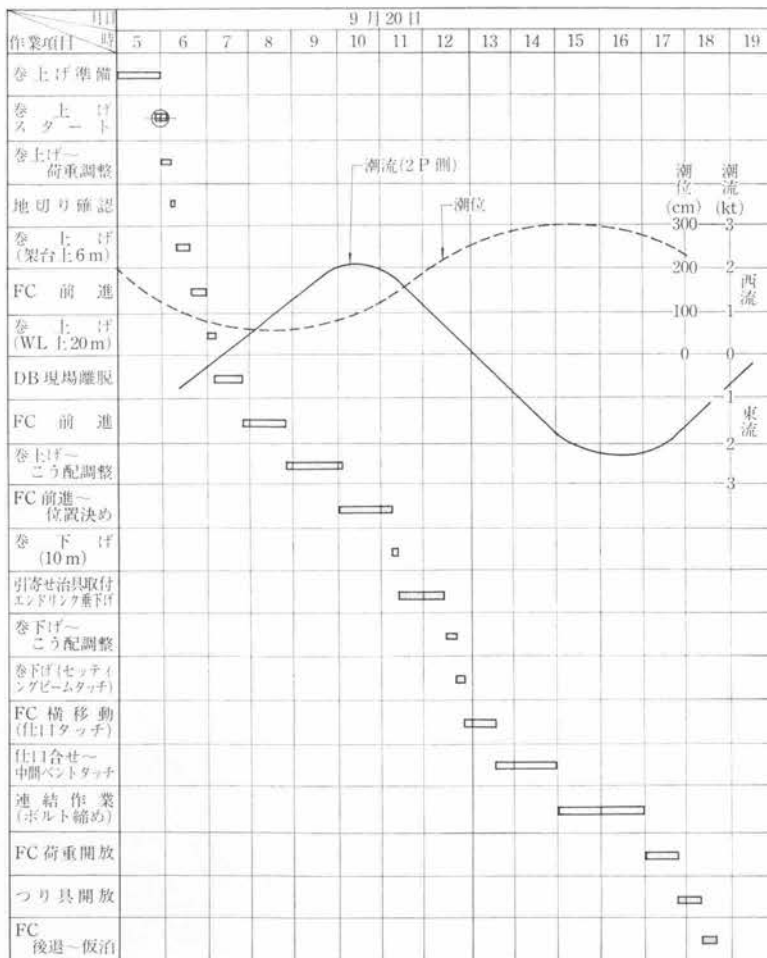 月日
9月20日
作業項目 時
5 6 7 8 9 10 11 12 13 14 15 16 17 18 19
巻上げ準備
巻上げ
スタート
巻上げ〜
荷重調整
潮流(2P側)
潮位
潮位
(cm)
潮流
(kt)
地切り確認
300 3
巻上げ
(架台上6m)
200 2
西流
FC前進
100 1
巻上げ
(WL上20m)
0 0
DB現場離脱
1
東流
FC前進
2
巻上げ〜
こう配調整
3
FC前進〜
位置決め
巻下げ
(10m)
引寄せ治具取付
エンドリンク垂下げ
巻下げ〜
こう配調整
巻下げ(セッティ
ングビームタッチ)
FC横移動
(仕口タッチ)
仕口合せ〜
中間ベントタッチ
連結作業
(ボルト締め)
FC荷重開放
つり具開放
FC
後退〜仮泊